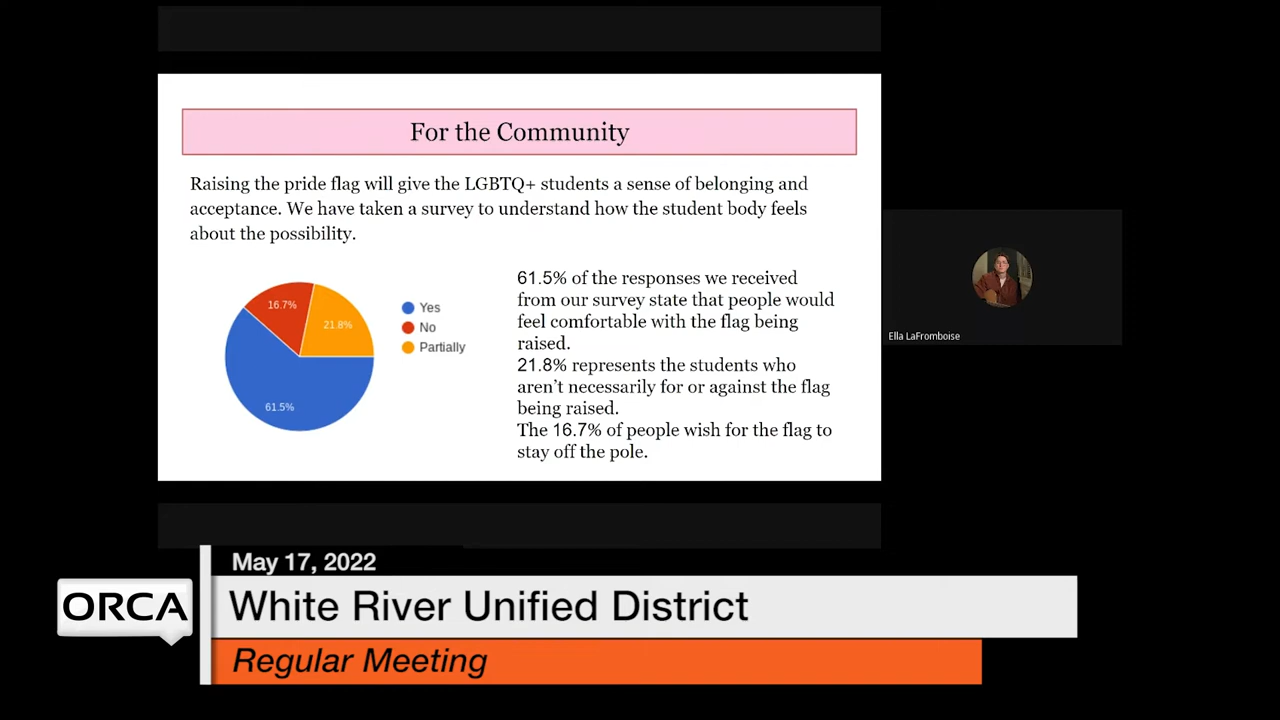 For the Community
Raising the pride flag will give the LGBTQ+ students a sense of belonging and
acceptance. We have taken a survey to understand how the student body feels
about the possibility.
16.7%
21.8%
61.5%
Yes
No
Partially
61.5% of the responses we received
from our survey state that people would
feel comfortable with the flag being
raised.
21.8% represents the students who
aren’t necessarily for or against the flag
being raised.
The 16.7% of people wish for the flag to
stay off the pole.
Ella LaFromboise
May 17, 2022
ORCA
White River Unified District
Regular Meeting